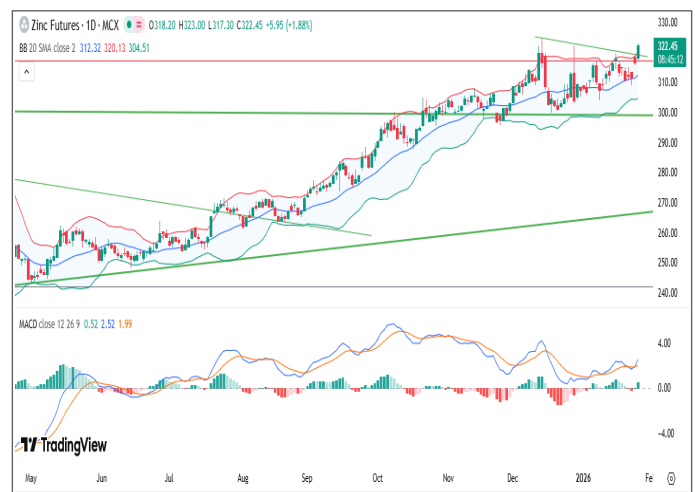 Zinc Futures · 1D · MCX O318.20 H323.00 L317.30 C322.45 +5.95 (+1.88%)
BB 20 SMA close 2 312.32 320.13 304.51
330.00
322.45
08:45:12
310.00
300.00
290.00
280.00
270.00
260.00
250.00
240.00
MACD close 12 26 9 0.52 2.52 1.99
4.00
0.00
−4.00
TradingView
May Jun Jul Aug Sep Oct Nov Dec 2026 Fe